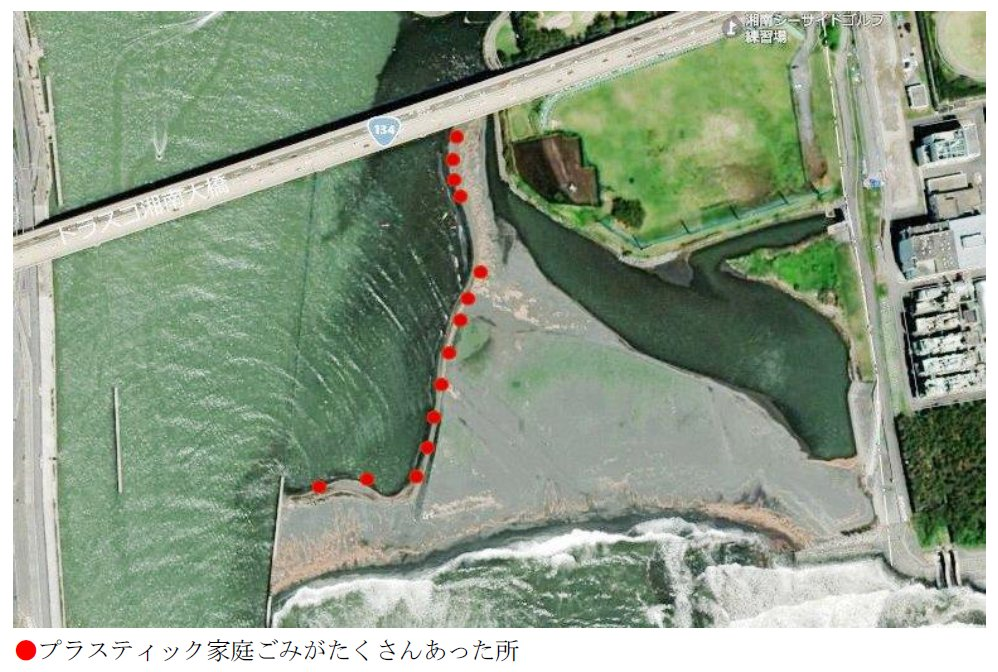 湘南シーサイドゴルフ
練習場
134
トラスコ湘南大橋
●プラスティック家庭ごみがたくさんあった所